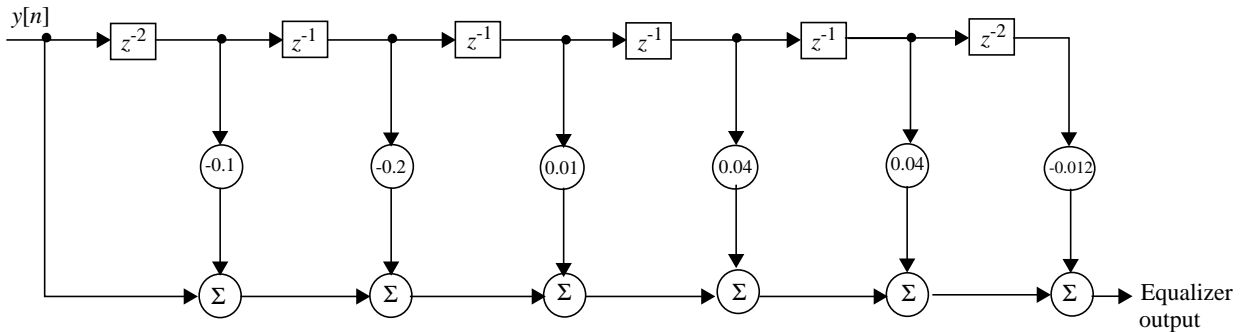 y[n]
z⁻² z⁻¹ z⁻¹ z⁻¹ z⁻¹ z⁻²
-0.1 -0.2 0.01 0.04 0.04 -0.012
Σ Σ Σ Σ Σ Σ Equalizer
output